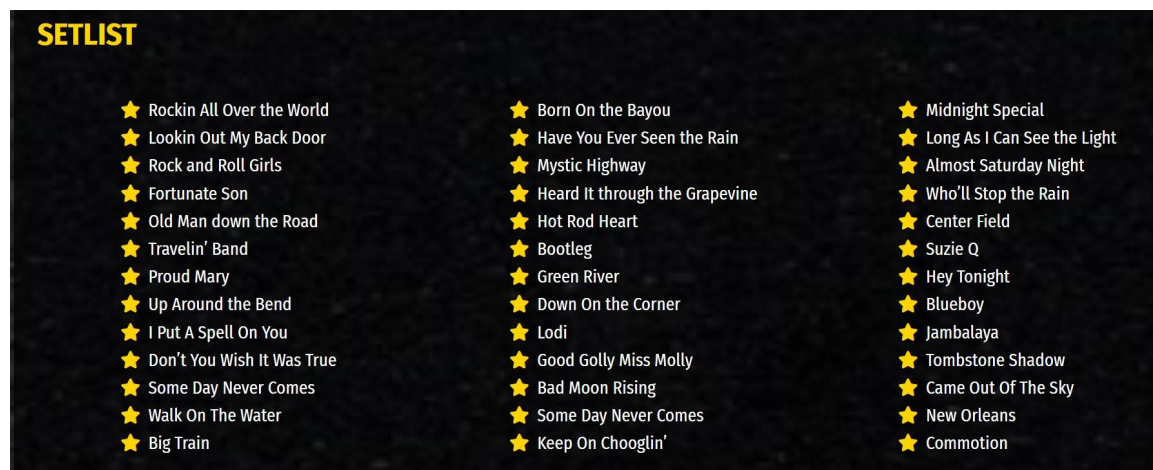 SETLIST
Rockin All Over the World
Lookin Out My Back Door
Rock and Roll Girls
Fortunate Son
Old Man down the Road
Travelin’ Band
Proud Mary
Up Around the Bend
I Put A Spell On You
Don’t You Wish It Was True
Some Day Never Comes
Walk On The Water
Big Train
Born On the Bayou
Have You Ever Seen the Rain
Mystic Highway
Heard It through the Grapevine
Hot Rod Heart
Bootleg
Green River
Down On the Corner
Lodi
Good Golly Miss Molly
Bad Moon Rising
Some Day Never Comes
Keep On Chooglin’
Midnight Special
Long As I Can See the Light
Almost Saturday Night
Who’ll Stop the Rain
Center Field
Suzie Q
Hey Tonight
Blueboy
Jambalaya
Tombstone Shadow
Came Out Of The Sky
New Orleans
Commotion